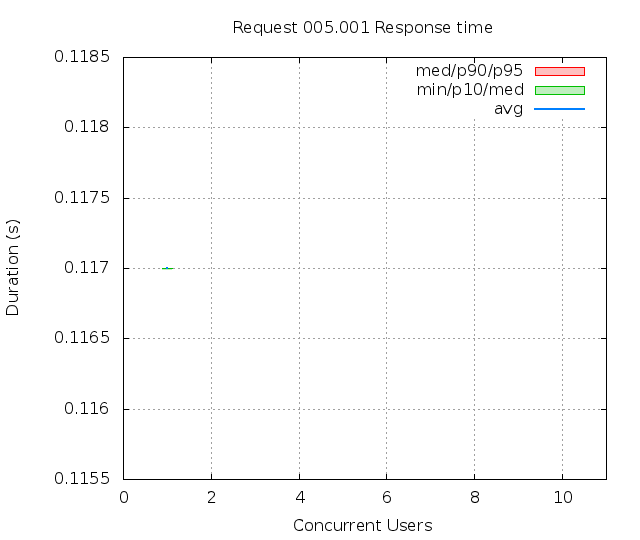 Request 005.001 Response time
med/p90/p95
min/p10/med
avg
0.1185
0.118
0.1175
0.117
0.1165
0.116
0.1155
Duration (s)
0 2 4 6 8 10
Concurrent Users